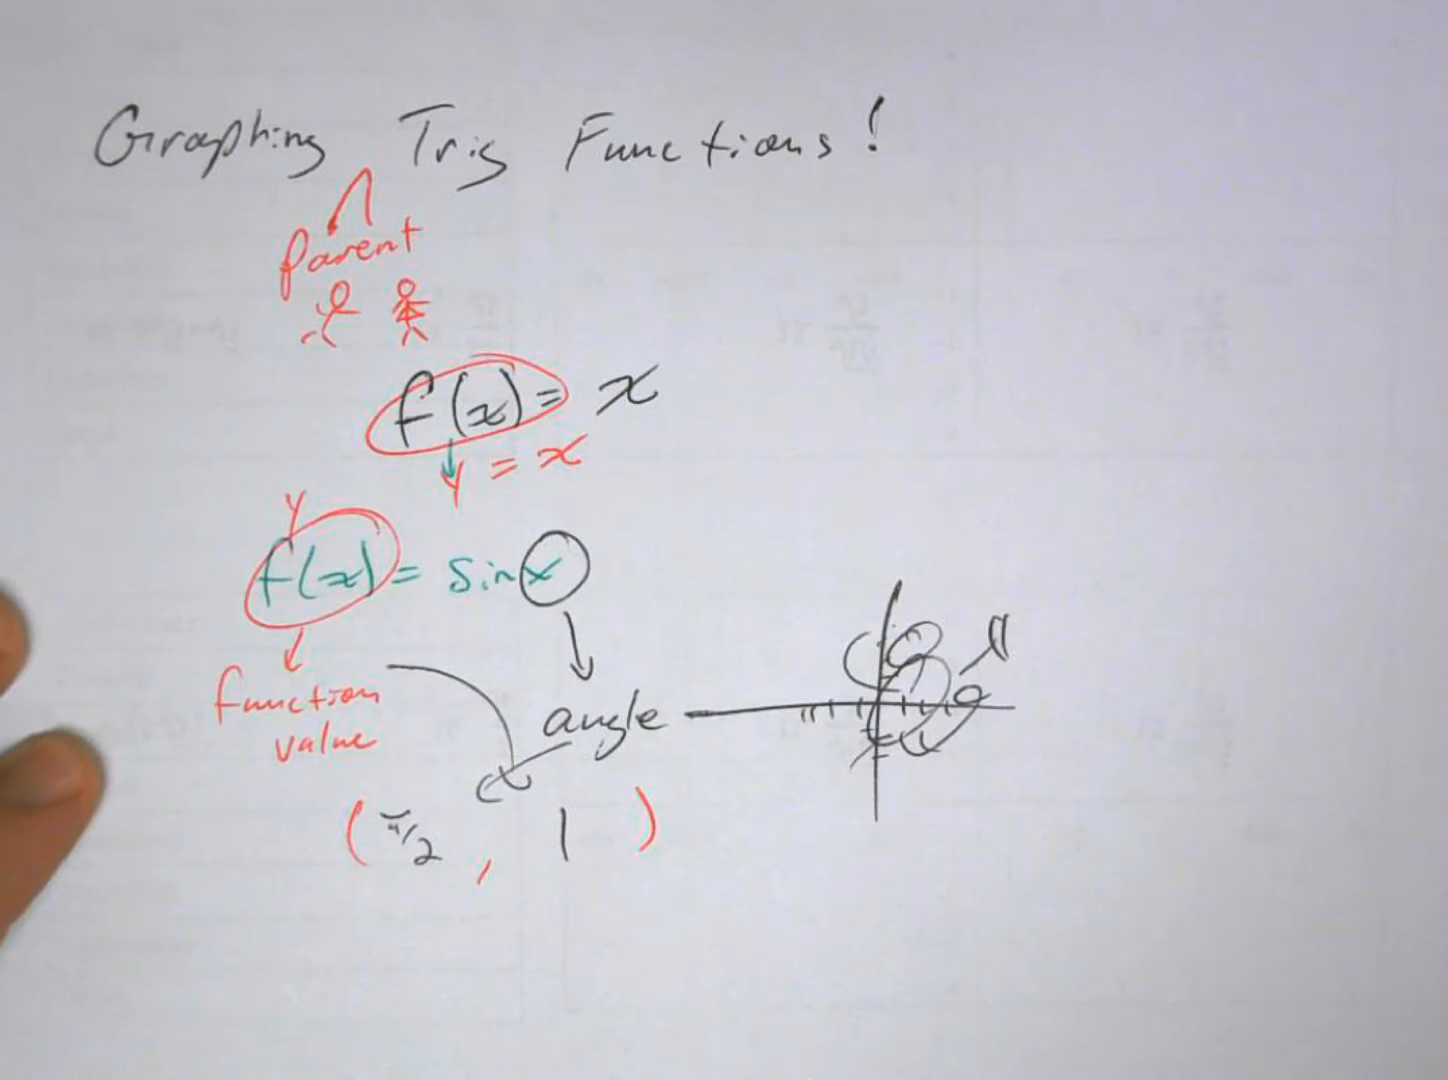 Graphing Trig Functions!
Parent
f(x) = x
y = x
y
f(x) = sin x
function
value
angle
(π/2, 1)